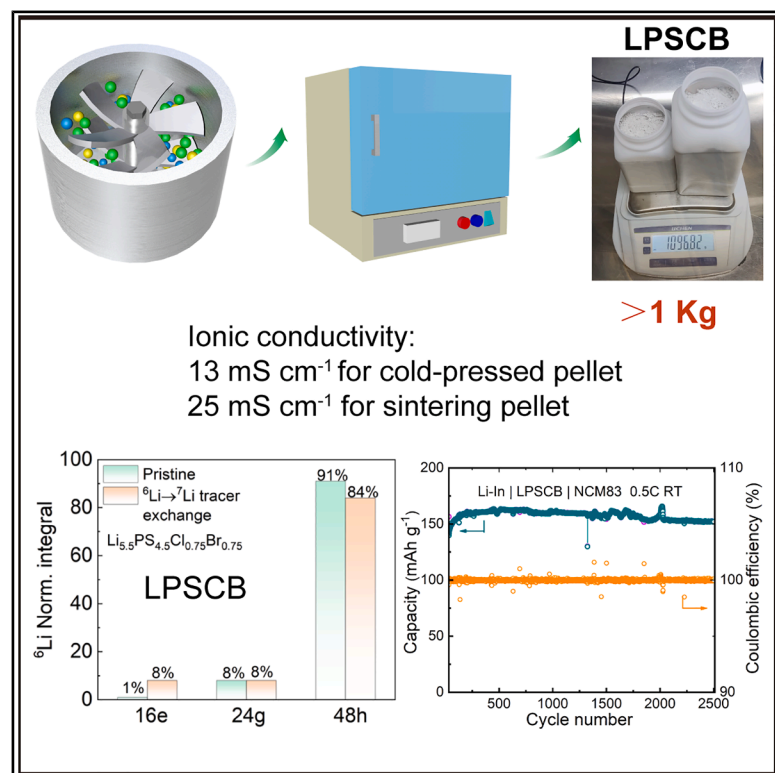 LPSCB
1096.82
>1 Kg
Ionic conductivity:
13 mS cm⁻¹ for cold-pressed pellet
25 mS cm⁻¹ for sintering pellet
⁶Li Norm. integral
100
80
60
40
20
0
Pristine
⁶Li→⁷Li tracer
exchange
Li₅.₅PS₄.₅Cl₀.₇₅Br₀.₇₅
LPSCB
1%
8%
8%
8%
91%
84%
16e
24g
48h
Capacity (mAh g⁻¹)
200
150
100
50
0
Li-In | LPSCB | NCM83 0.5C RT
110
100
90
Coulombic efficiency (%)
500
1000
1500
2000
2500
Cycle number